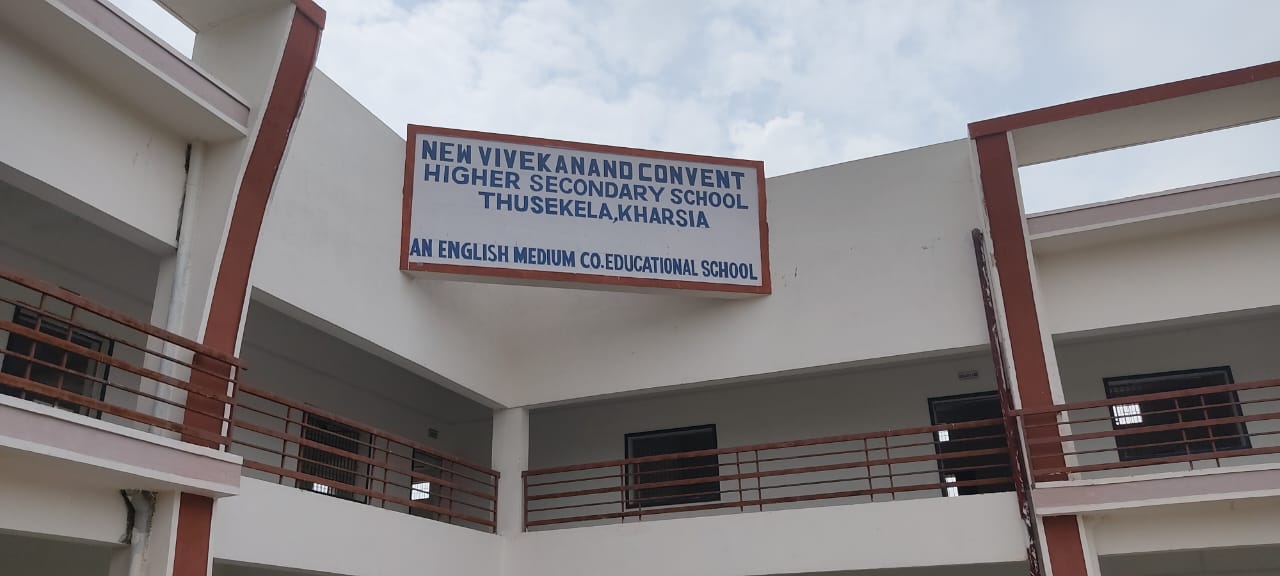 NEW VIVEKANAND CONVENT
HIGHER SECONDARY SCHOOL
THUSEKELA,KHARSIA
AN ENGLISH MEDIUM CO.EDUCATIONAL SCHOOL